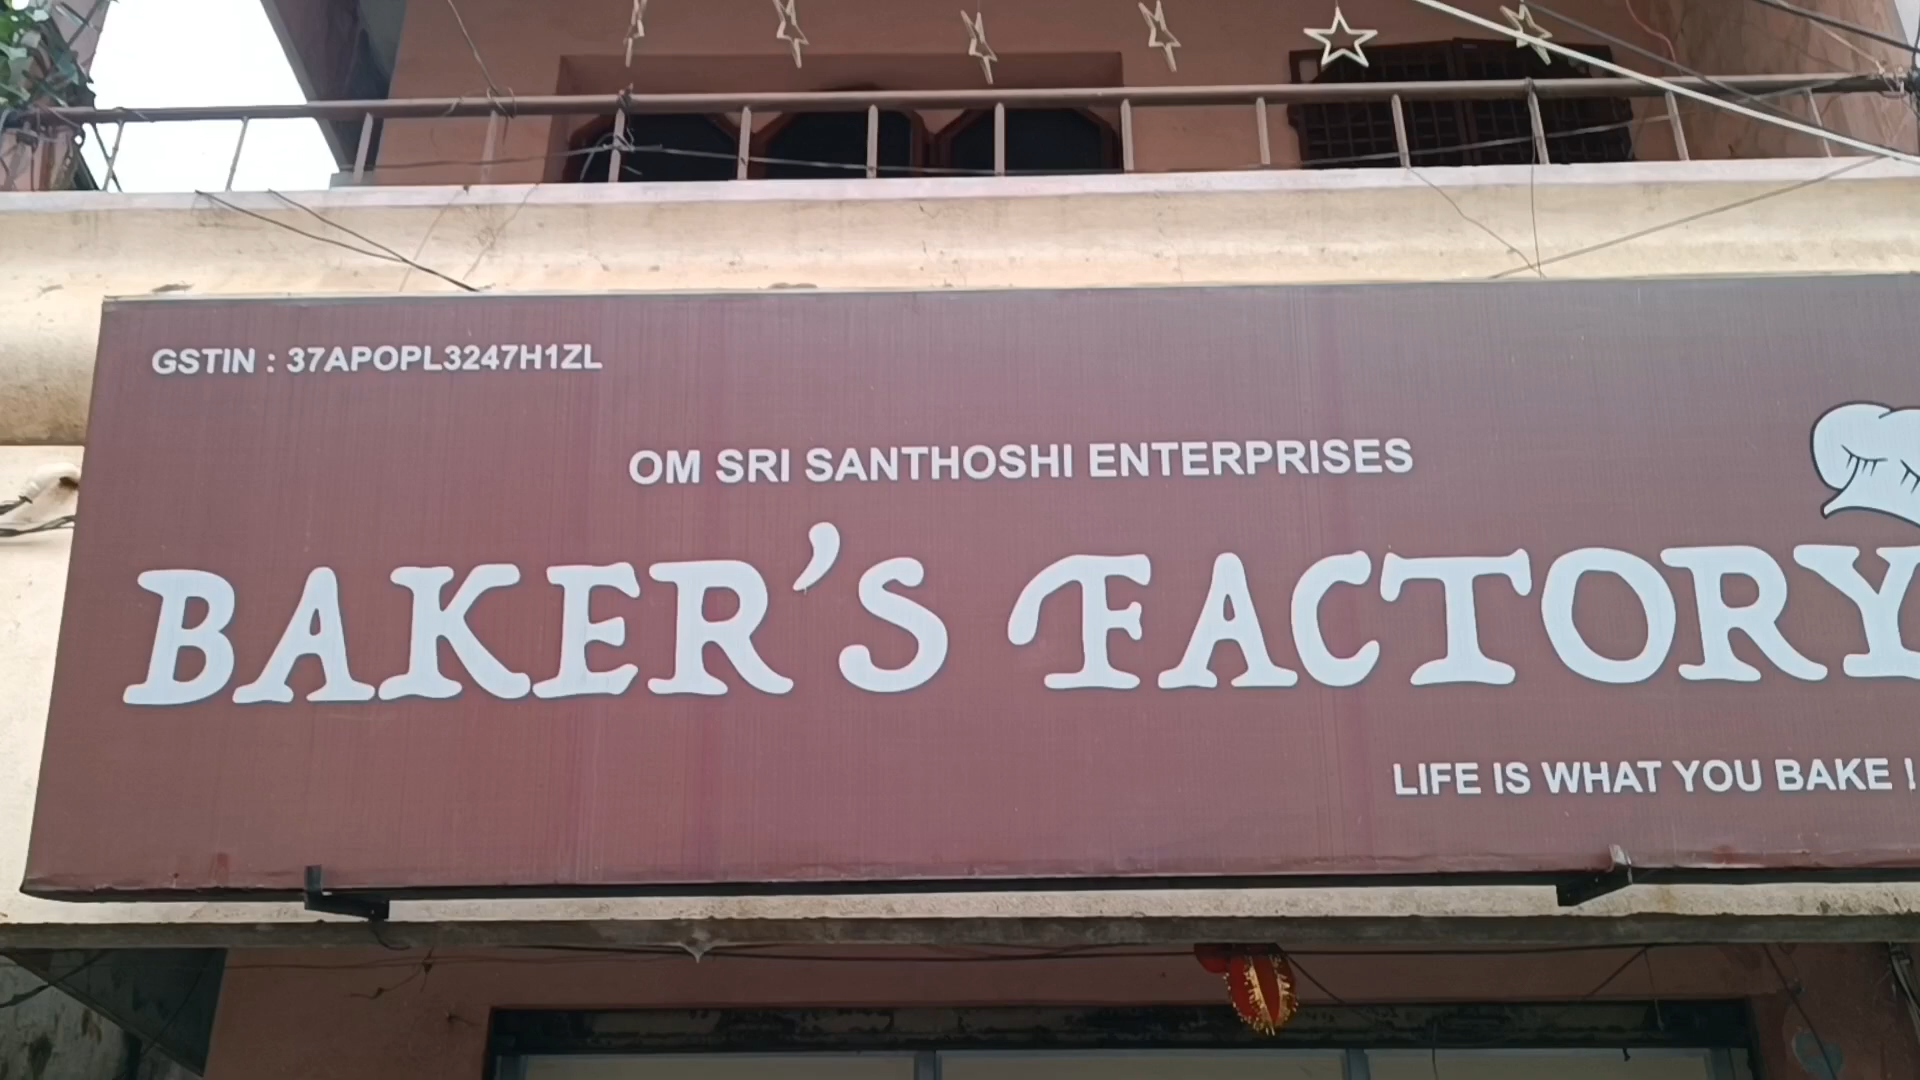 GSTIN : 37APOPL3247H1ZL
OM SRI SANTHOSHI ENTERPRISES
BAKER'S FACTORY
LIFE IS WHAT YOU BAKE !